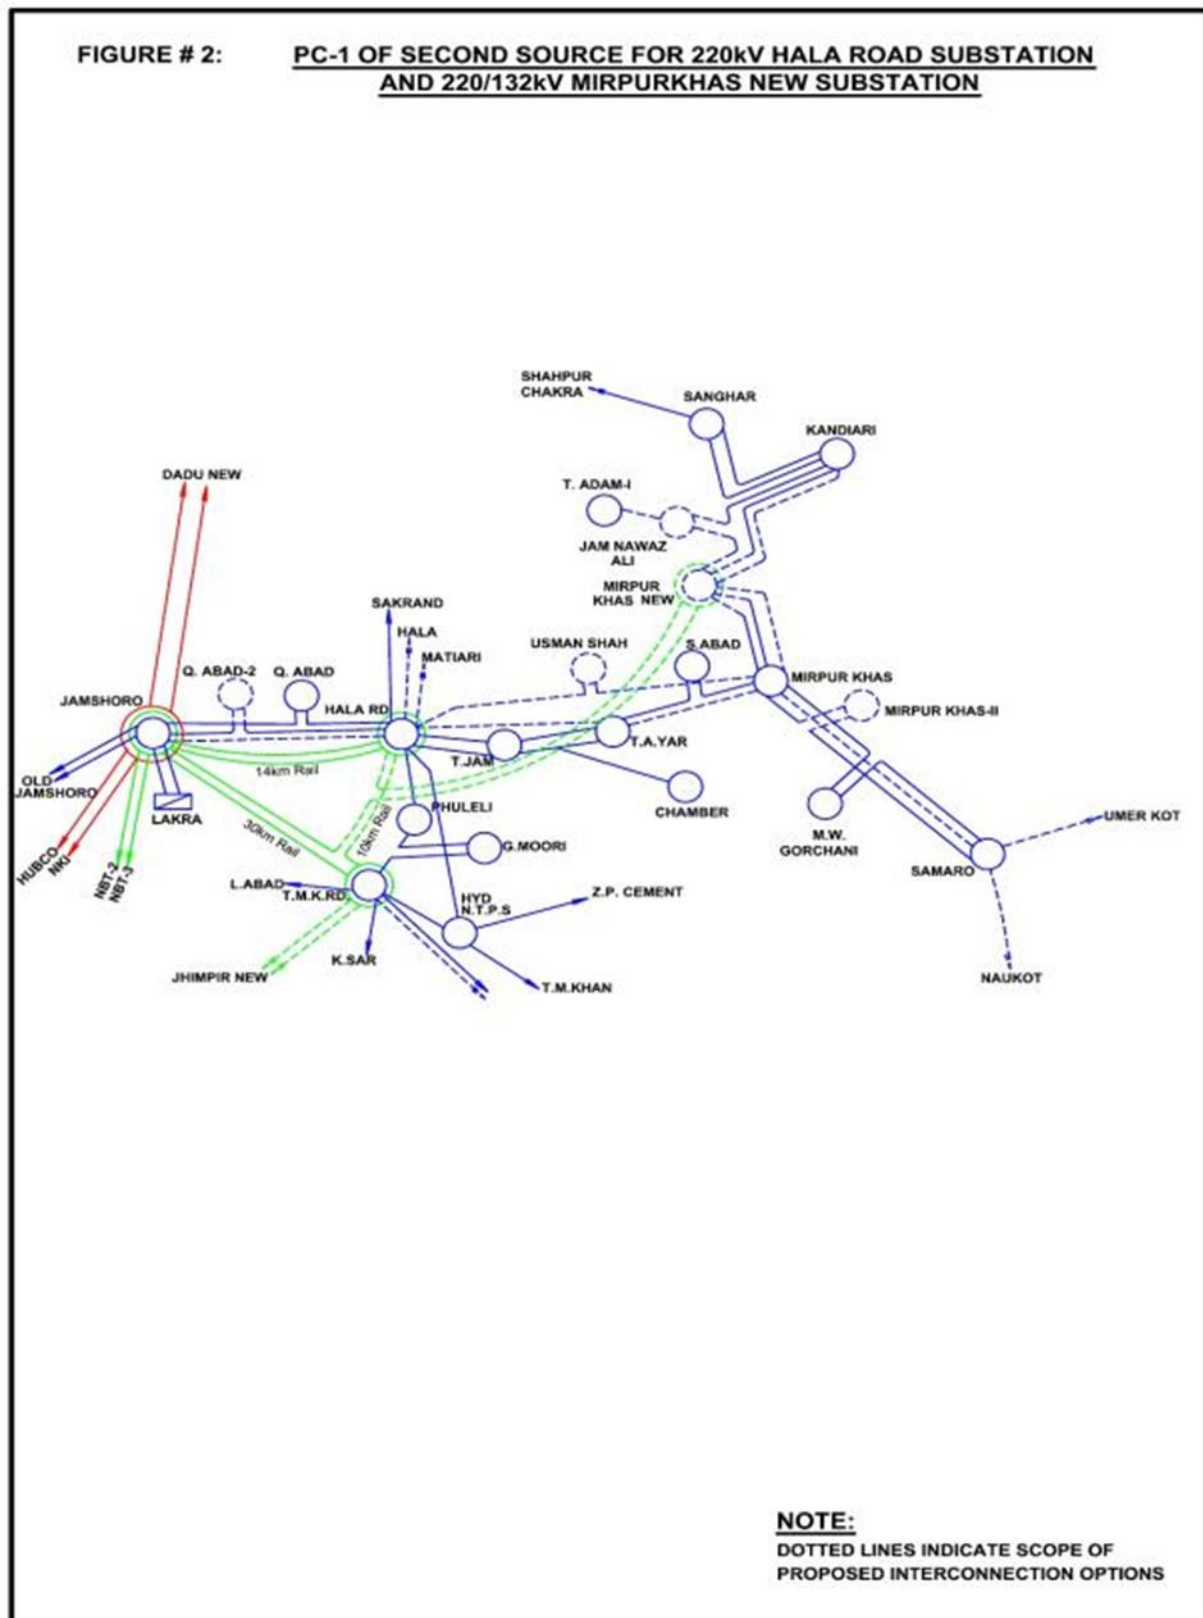 FIGURE # 2: PC-1 OF SECOND SOURCE FOR 220kV HALA ROAD SUBSTATION
AND 220/132kV MIRPURKHAS NEW SUBSTATION
SHAHPUR
CHAKRA
SANGHAR
KANDIARI
DADU NEW
T. ADAM-I
JAM NAWAZ
ALI
MIRPUR
KHAS NEW
SAKRAND
HALA
MATIARI
USMAN SHAH
S.ABAD
Q. ABAD-2
Q. ABAD
JAMSHORO
HALA RD
MIRPUR KHAS
MIRPUR KHAS-II
T.A.YAR
T.JAM
14km Rail
OLD
JAMSHORO
LAKRA
PHULELI
CHAMBER
30km Rail
10km Rail
M.W.
GORCHANI
UMER KOT
HUBCO
NKI
NBT-2
NBT-3
G.MOORI
SAMARO
L.ABAD
T.M.K.RD.
HYD
N.T.P.S
Z.P. CEMENT
K.SAR
JHIMPIR NEW
T.M.KHAN
NAUKOT
NOTE:
DOTTED LINES INDICATE SCOPE OF
PROPOSED INTERCONNECTION OPTIONS